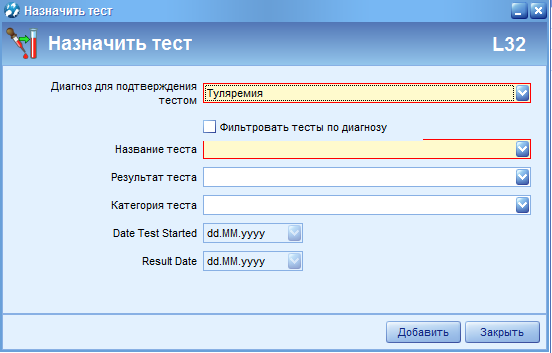 Назначить тест
Назначить тест L32
Диагноз для подтверждения
тестом
Туляремия
Фильтровать тесты по диагнозу
Название теста
Результат теста
Категория теста
Date Test Started dd.MM.yyyy
Result Date dd.MM.yyyy
Добавить Закрыть